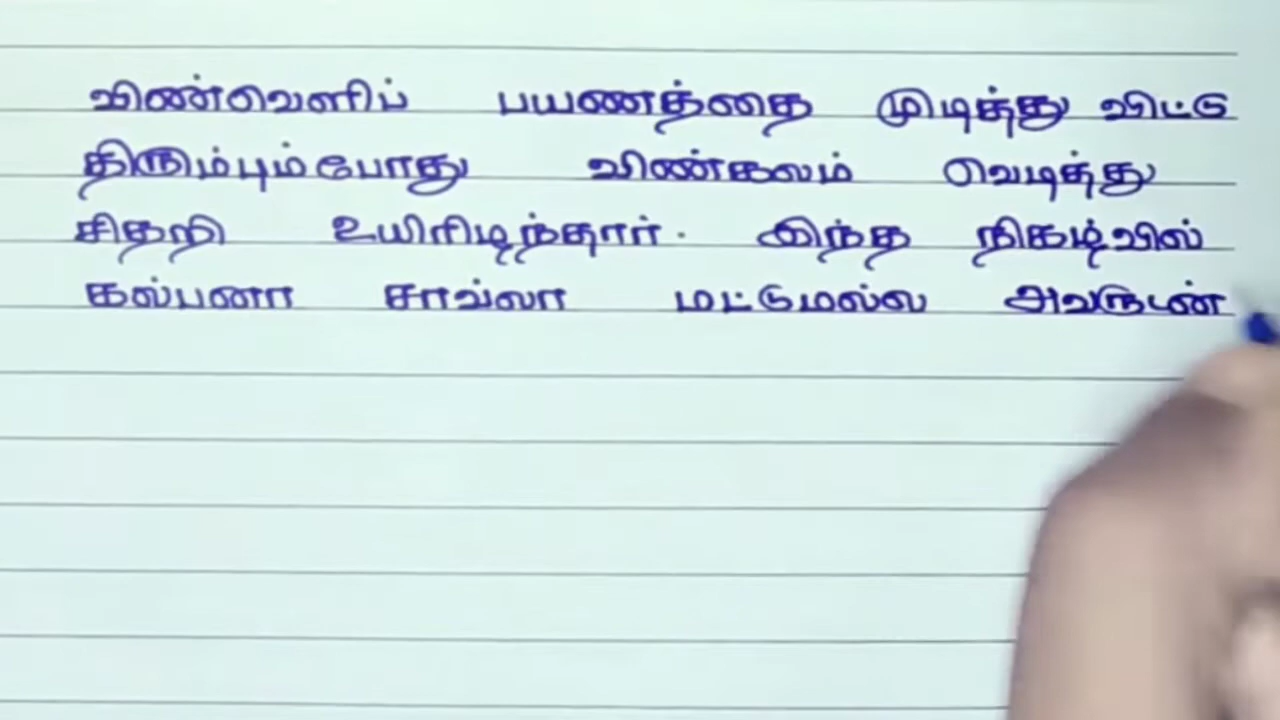 விண்வெளிப் பயணத்தை முடித்து விட்டு
திரும்பும்போது விண்கலம் வெடித்து
சிதறி உயிரிழந்தார். இந்த நிகழ்வில்
கல்பனா சாவ்லா மட்டுமல்ல அவருடன்